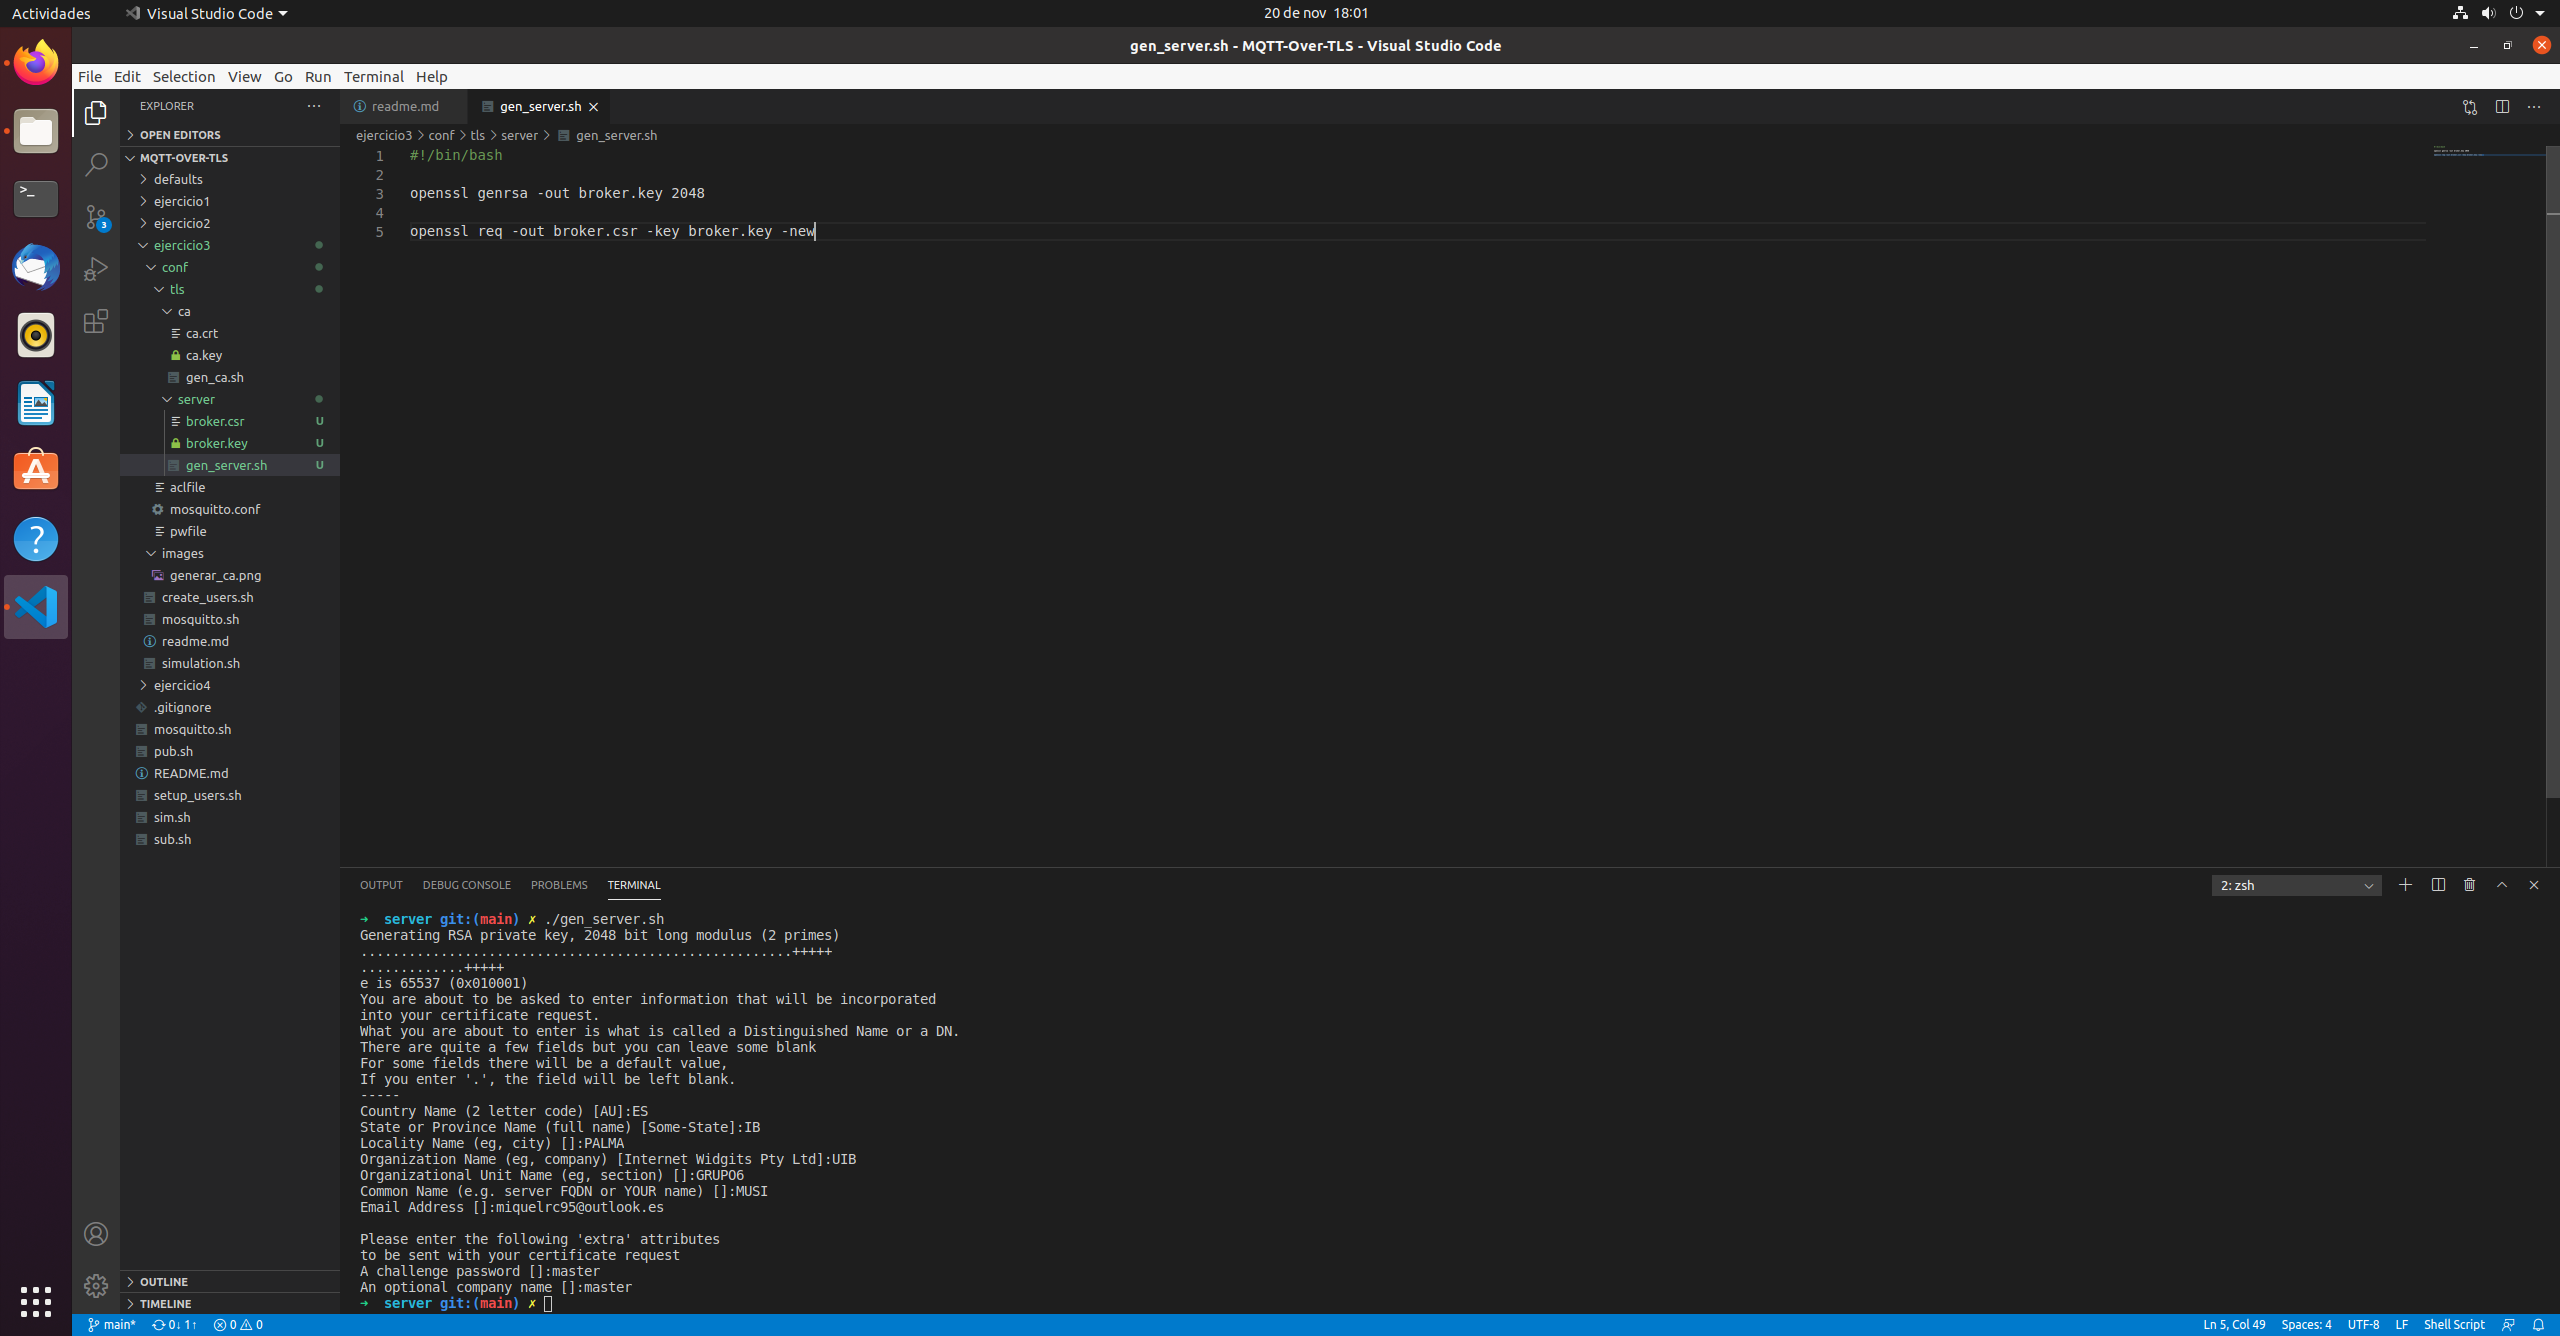 Actividades
Visual Studio Code
20 de nov 18:01
gen_server.sh - MQTT-Over-TLS - Visual Studio Code
File Edit Selection View Go Run Terminal Help
EXPLORER
OPEN EDITORS
MQTT-OVER-TLS
defaults
ejercicio1
ejercicio2
ejercicio3
conf
tls
ca
ca.crt
ca.key
gen_ca.sh
server
broker.csr U
broker.key U
gen_server.sh U
aclfile
mosquitto.conf
pwfile
images
generar_ca.png
create_users.sh
mosquitto.sh
readme.md
simulation.sh
ejercicio4
.gitignore
mosquitto.sh
pub.sh
README.md
setup_users.sh
sim.sh
sub.sh
OUTLINE
TIMELINE
3
readme.md
gen_server.sh
ejercicio3 > conf > tls > server > gen_server.sh
1 #!/bin/bash
2
3 openssl genrsa -out broker.key 2048
4
5 openssl req -out broker.csr -key broker.key -new
OUTPUT DEBUG CONSOLE PROBLEMS TERMINAL
2: zsh
➜ server git:(main) ✗ ./gen_server.sh
Generating RSA private key, 2048 bit long modulus (2 primes)
......................................................+++++
.............+++++
e is 65537 (0x010001)
You are about to be asked to enter information that will be incorporated
into your certificate request.
What you are about to enter is what is called a Distinguished Name or a DN.
There are quite a few fields but you can leave some blank
For some fields there will be a default value,
If you enter '.', the field will be left blank.
-----
Country Name (2 letter code) [AU]:ES
State or Province Name (full name) [Some-State]:IB
Locality Name (eg, city) []:PALMA
Organization Name (eg, company) [Internet Widgits Pty Ltd]:UIB
Organizational Unit Name (eg, section) []:GRUPO6
Common Name (e.g. server FQDN or YOUR name) []:MUSI
Email Address []:miquelrc95@outlook.es
Please enter the following 'extra' attributes
to be sent with your certificate request
A challenge password []:master
An optional company name []:master
➜ server git:(main) ✗
main* 0↓ 1↑ 0 0
Ln 5, Col 49 Spaces: 4 UTF-8 LF Shell Script